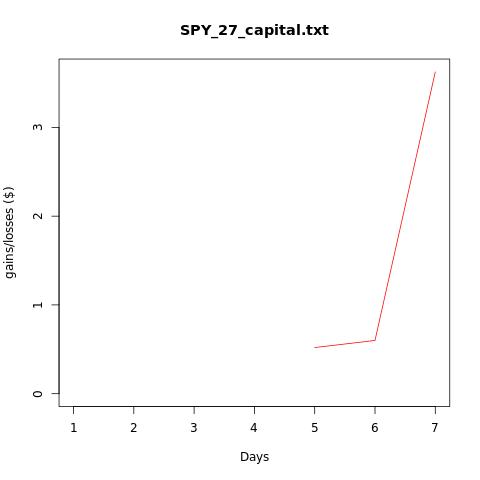 SPY_27_capital.txt
gains/losses ($)
3
2
1
0
1 2 3 4 5 6 7
Days